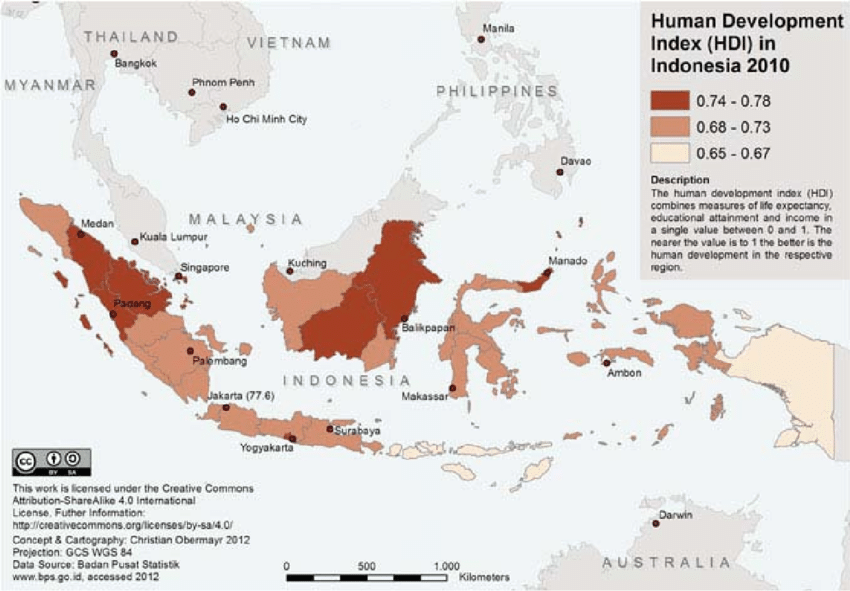 Human Development
Index (HDI) in
Indonesia 2010
0.74 - 0.78
0.68 - 0.73
0.65 - 0.67
Description
The human development index (HDI)
combines measures of life expectancy,
educational attainment and income in
a single value between 0 and 1. The
nearer the value is to 1 the better is the
human development in the respective
region.
THAILAND
VIETNAM
Manila
Bangkok
MYANMAR
Phnom Penh
PHILIPPINES
Ho Chi Minh City
Davao
MALAYSIA
Medan
Kuala Lumpur
Singapore
Kuching
Manado
Padang
Balikpapan
Palembang
INDONESIA
Ambon
Jakarta (77.6)
Makassar
Surabaya
Yogyakarta
cc
BY SA
This work is licensed under the Creative Commons
Attribution-ShareAlike 4.0 International
License, Futher Information:
http://creativecommons.org/licenses/by-sa/4.0/
Concept & Cartography: Christian Obermayr 2012
Projection: GCS WGS 84
Data Source: Badan Pusat Statistik
www.bps.go.id, accessed 2012
0 500 1.000
Kilometers
Darwin
AUSTRALIA